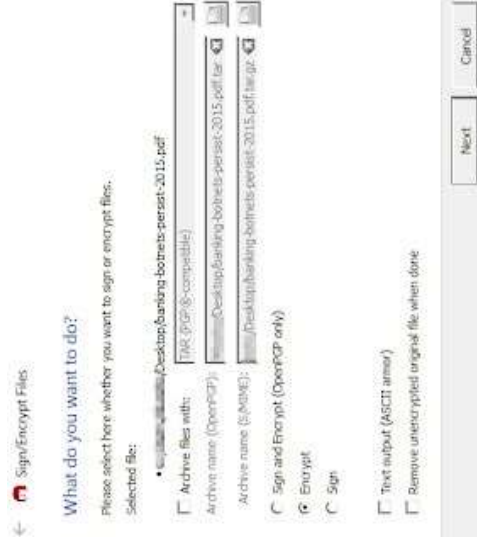 Sign/Encrypt Files
What do you want to do?
Please select here whether you want to sign or encrypt files.
Selected file:
/Desktop/banking-botnets-persist-2015.pdf
Archive files with: TAR (PGP®-compatible)
Archive name (OpenPGP): /Desktop/banking-botnets-persist-2015.pdf.tar
Archive name (S/MIME): /Desktop/banking-botnets-persist-2015.pdf.tar.gz
Sign and Encrypt (OpenPGP only)
Encrypt
Sign
Text output (ASCII armor)
Remove unencrypted original file when done
Next Cancel